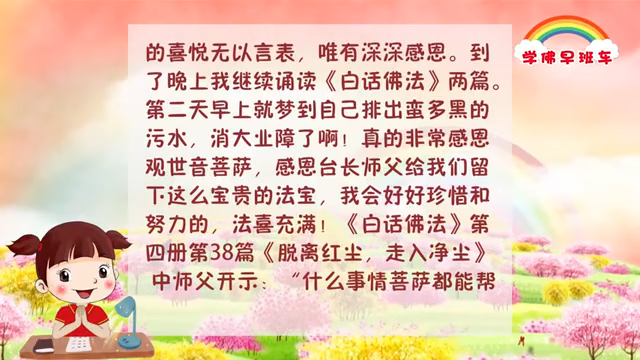 学佛早班车
的喜悦无以言表，唯有深深感恩。到
了晚上我继续诵读《白话佛法》两篇。
第二天早上就梦到自己排出蛮多黑的
污水，消大业障了啊！真的非常感恩
观世音菩萨，感恩台长师父给我们留
下这么宝贵的法宝，我会好好珍惜和
努力的，法喜充满！《白话佛法》第
四册第38篇《脱离红尘，走入净尘》
中师父开示：“什么事情菩萨都能帮